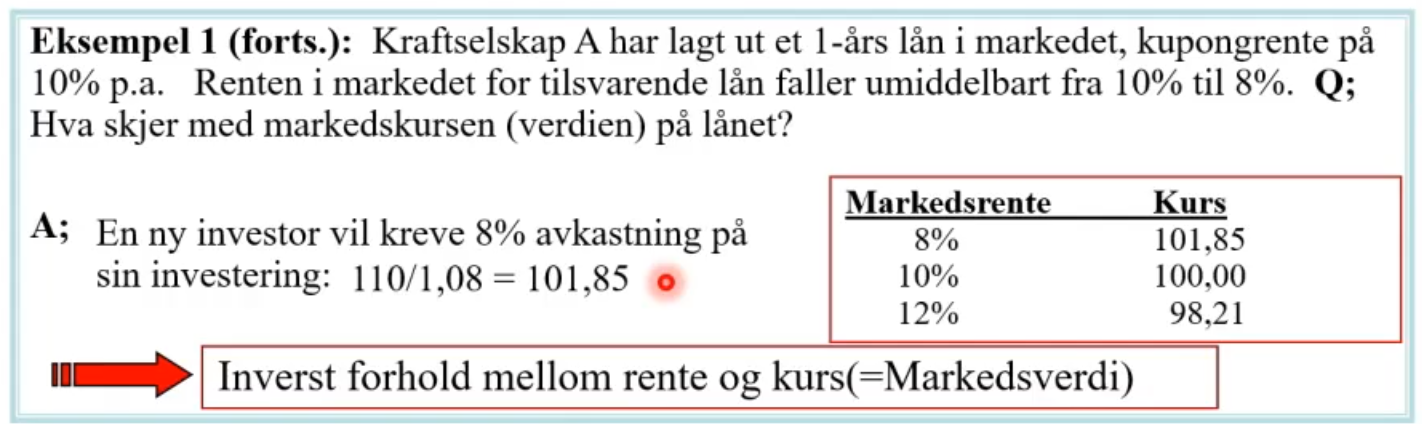 Eksempel 1 (forts.): Kraftselskap A har lagt ut et 1-års lån i markedet, kupongrente på
10% p.a. Renten i markedet for tilsvarende lån faller umiddelbart fra 10% til 8%. Q;
Hva skjer med markedskursen (verdien) på lånet?
A; En ny investor vil kreve 8% avkastning på
sin investering: 110/1,08 = 101,85
Markedsrente Kurs
8% 101,85
10% 100,00
12% 98,21
Inverst forhold mellom rente og kurs(=Markedsverdi)